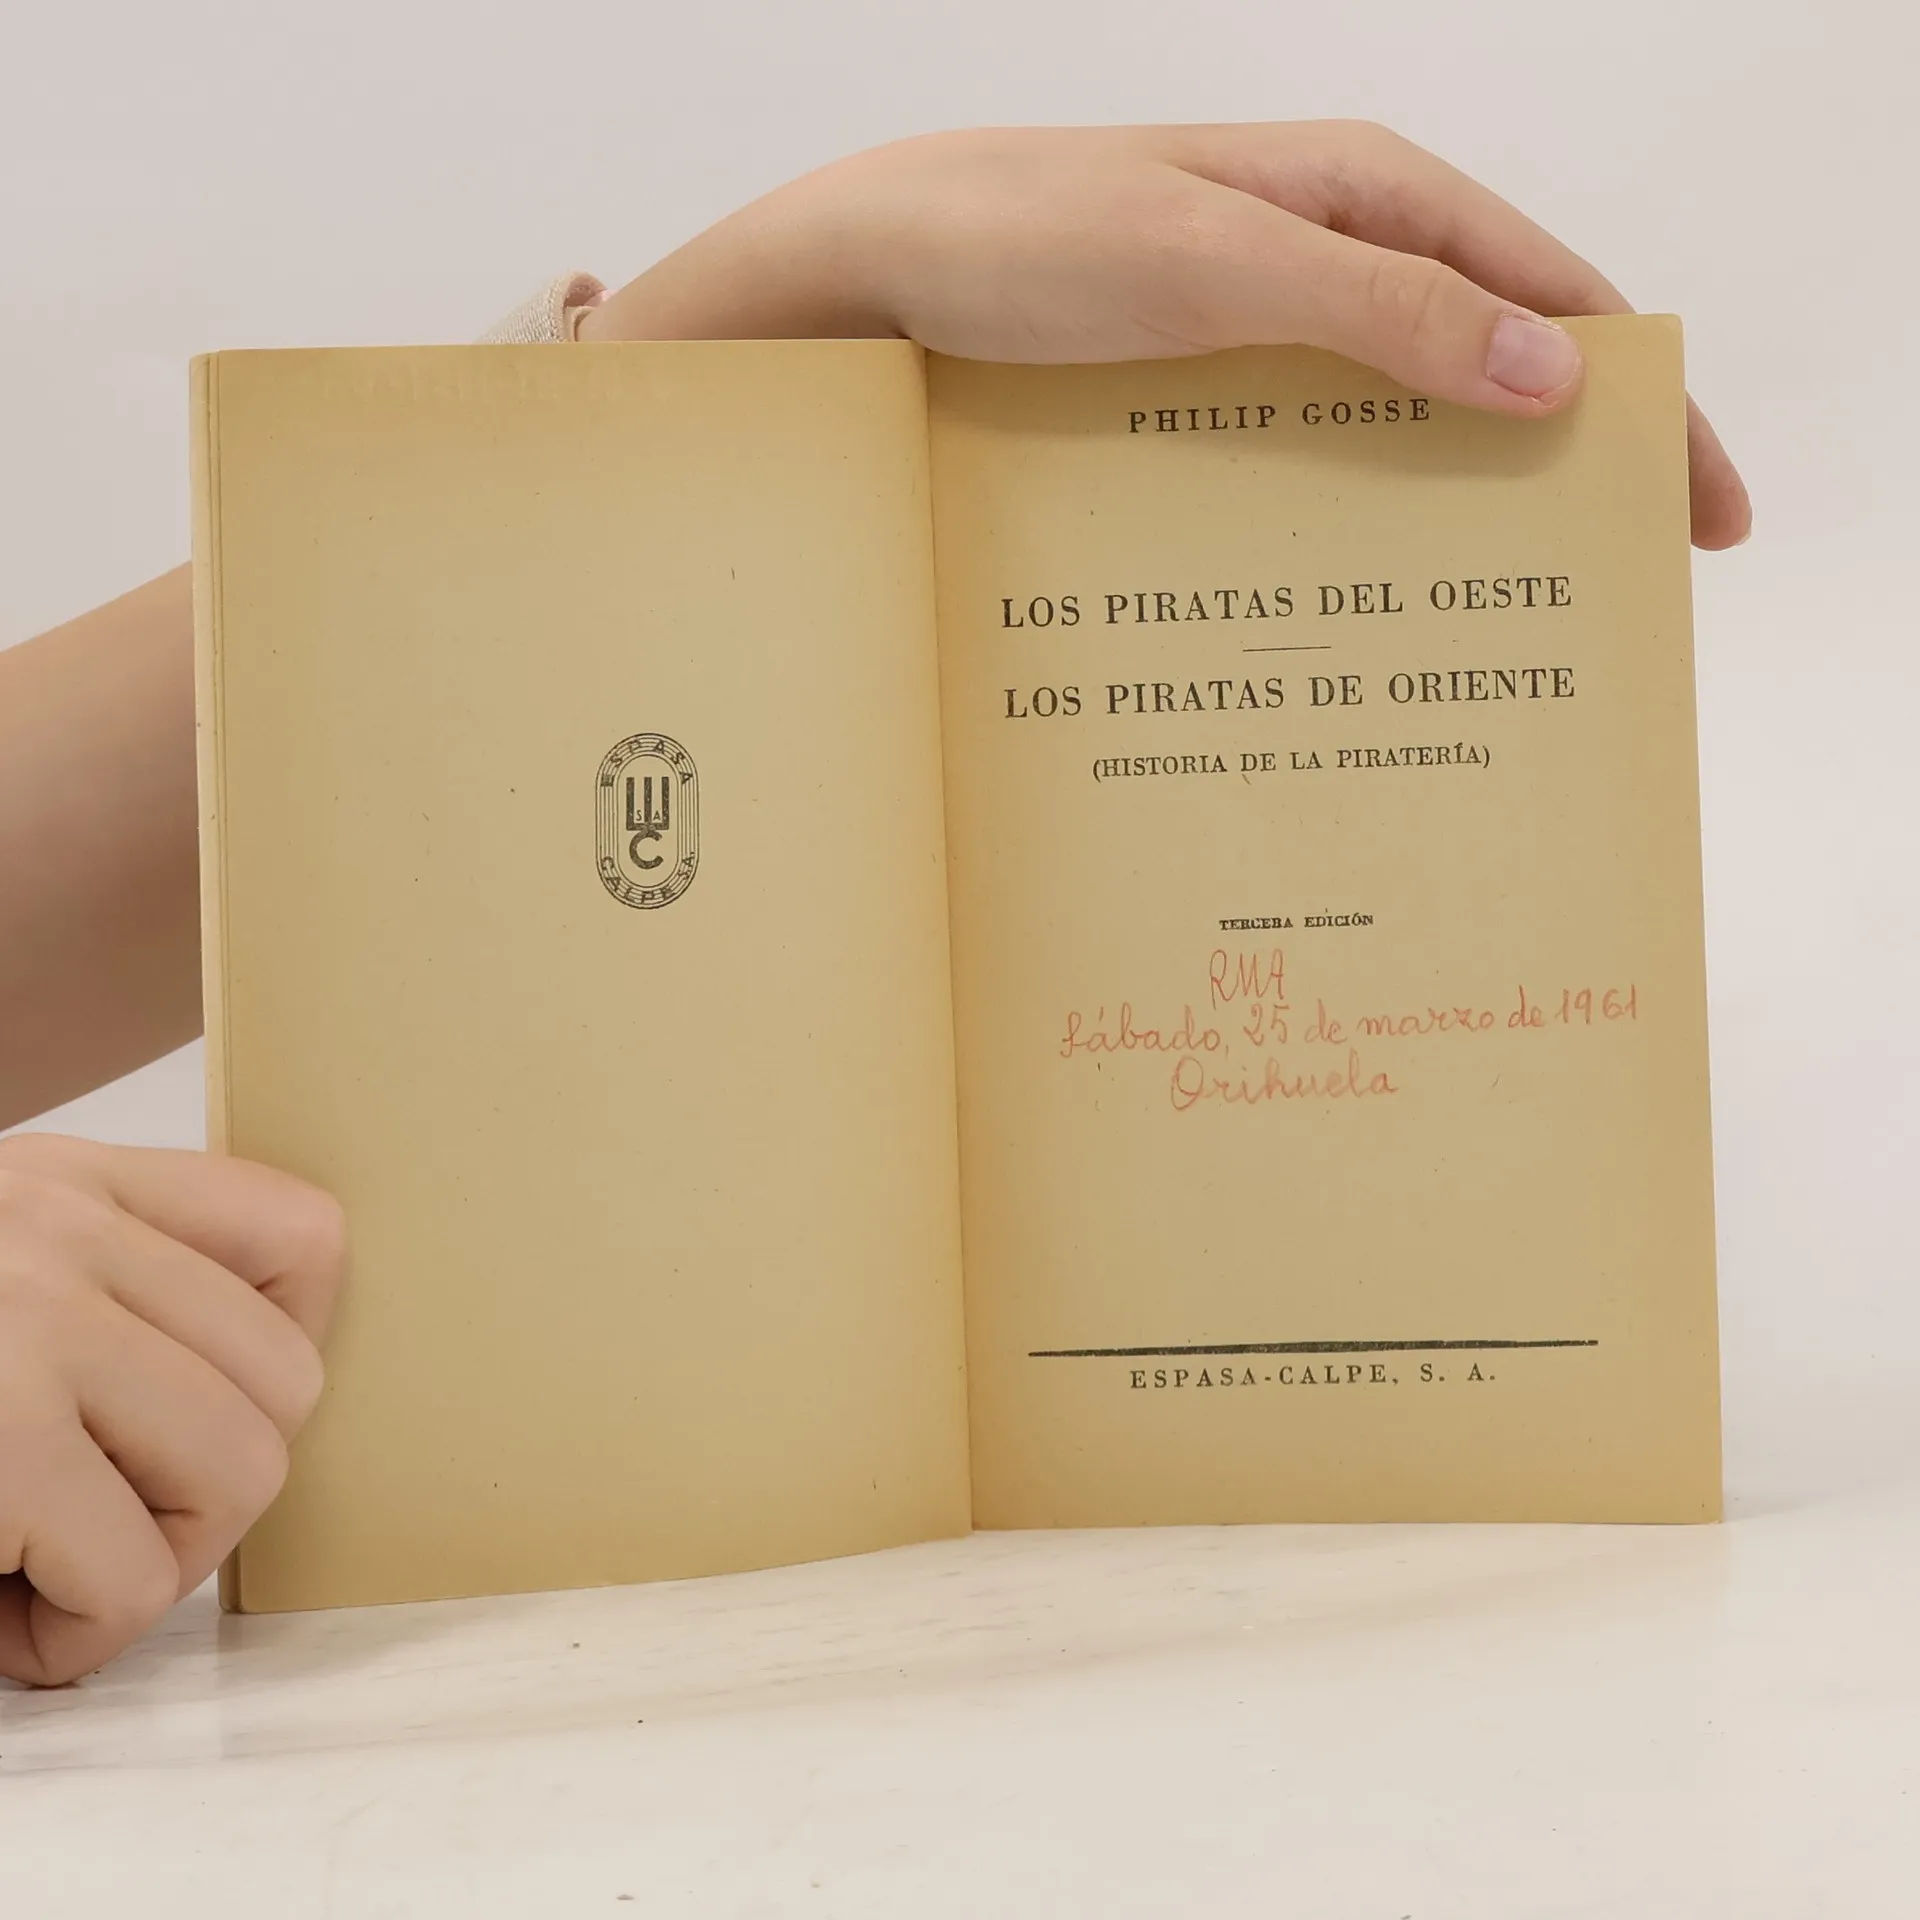 ESPASA
S A
C
CALPE S.A.
PHILIP GOSSE
LOS PIRATAS DEL OESTE
LOS PIRATAS DE ORIENTE
(HISTORIA DE LA PIRATERÍA)
TERCERA EDICIÓN
RMA
Sábado, 25 de marzo de 1961
Orihuela
ESPASA-CALPE, S. A.